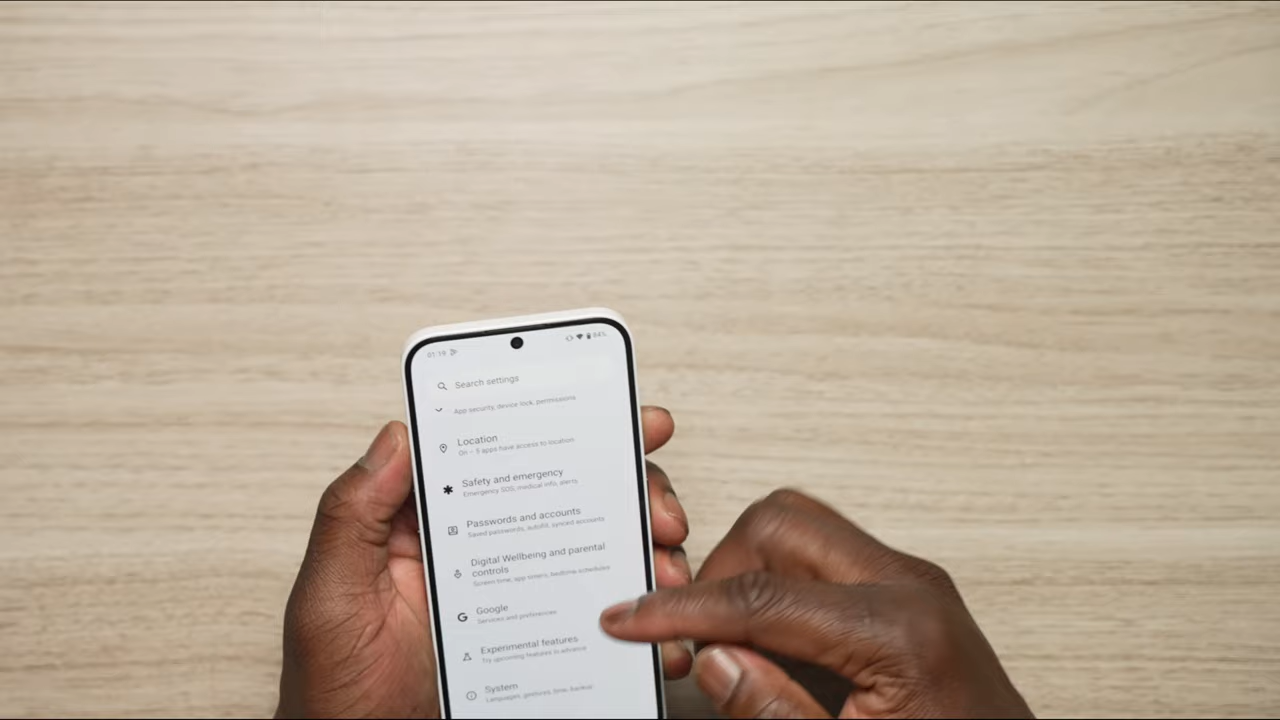 01:19
84%
Search settings
App security, device lock, permissions
Location
On – 5 apps have access to location
Safety and emergency
Emergency SOS, medical info, alerts
Passwords and accounts
Saved passwords, autofill, synced accounts
Digital Wellbeing and parental
controls
Screen time, app timers, bedtime schedules
Google
Services and preferences
Experimental features
Try upcoming features in advance
System
Languages, gestures, time, backup